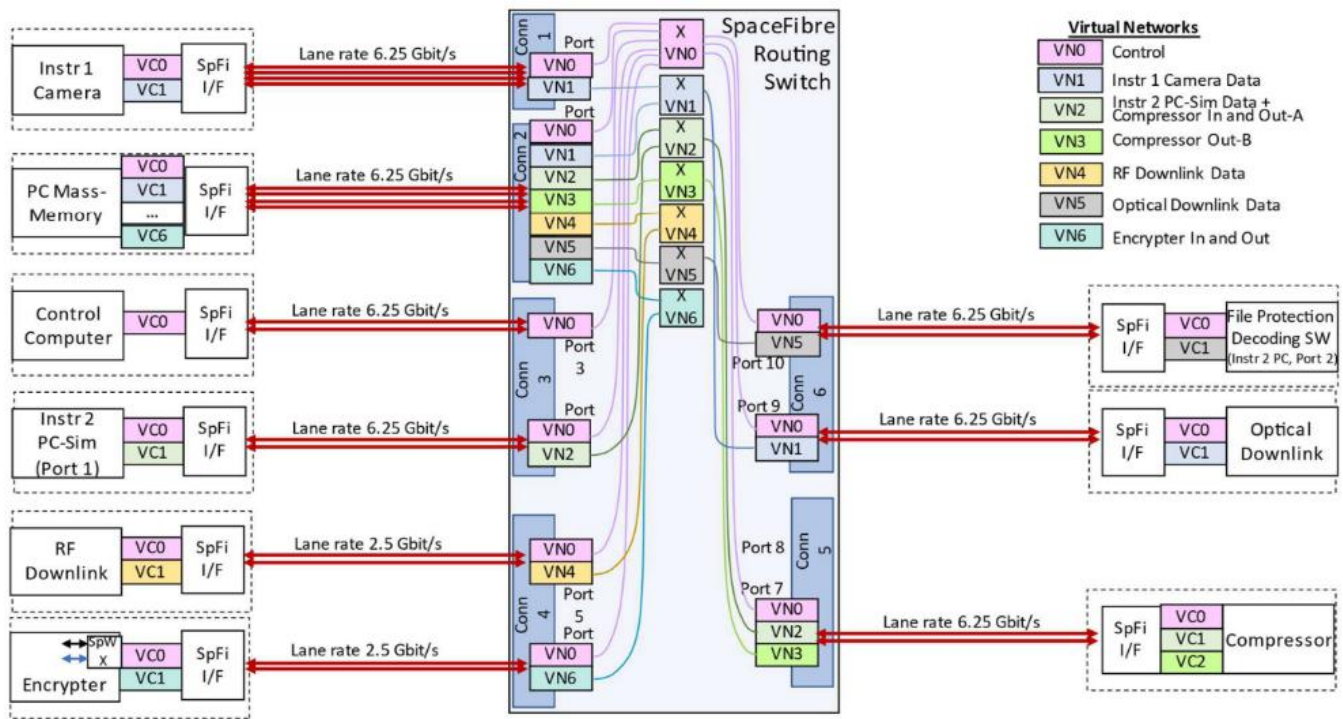 Instr 1
Camera
VC0
VC1
SpFi
I/F
Lane rate 6.25 Gbit/s
PC Mass-
Memory
VC0
VC1
...
VC6
SpFi
I/F
Lane rate 6.25 Gbit/s
Control
Computer
VC0
SpFi
I/F
Lane rate 6.25 Gbit/s
Instr 2
PC-Sim
(Port 1)
VC0
VC1
SpFi
I/F
Lane rate 6.25 Gbit/s
RF
Downlink
VC0
VC1
SpFi
I/F
Lane rate 2.5 Gbit/s
SpW
X
Encrypter
VC0
VC1
SpFi
I/F
Lane rate 2.5 Gbit/s
Conn
1
Port
VN0
VN1
Port
Conn 2
VN0
VN1
VN2
VN3
VN4
VN5
VN6
Conn
3
VN0
Port
3
Port
VN0
VN2
Conn
4
VN0
VN4
Port
5
Port
VN0
VN6
SpaceFibre
Routing
Switch
X
VN0
X
VN1
X
VN2
X
VN3
X
VN4
X
VN5
X
VN6
VN0
VN5
Port 10
Conn
6
Port 9
VN0
VN1
Port 8
Conn
5
Port 7
VN0
VN2
VN3
Virtual Networks
VN0 Control
VN1 Instr 1 Camera Data
VN2 Instr 2 PC-Sim Data +
Compressor In and Out-A
VN3 Compressor Out-B
VN4 RF Downlink Data
VN5 Optical Downlink Data
VN6 Encrypter In and Out
Lane rate 6.25 Gbit/s
SpFi
I/F
VC0
VC1
File Protection
Decoding SW
(Instr 2 PC, Port 2)
Lane rate 6.25 Gbit/s
SpFi
I/F
VC0
VC1
Optical
Downlink
Lane rate 6.25 Gbit/s
SpFi
I/F
VC0
VC1
VC2
Compressor